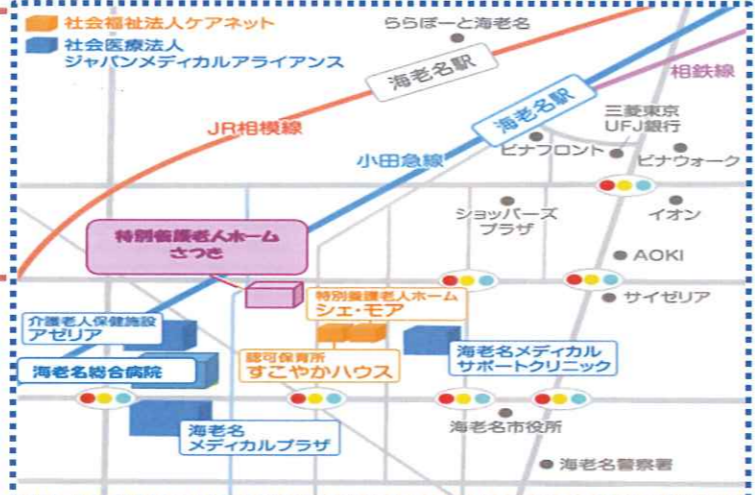 社会福祉法人ケアネット
社会医療法人
ジャパンメディカルアライアンス
ららぽーと海老名
海老名駅
海老名駅
相鉄線
JR相模線
小田急線
三菱東京
UFJ銀行
ビナフロント
ビナウォーク
ショッパーズ
プラザ
イオン
特別養護老人ホーム
さつき
AOKI
サイゼリア
特別養護老人ホーム
シェ・モア
介護老人保健施設
アゼリア
認可保育所
すこやかハウス
海老名メディカル
サポートクリニック
海老名総合病院
海老名
メディカルプラザ
海老名市役所
海老名警察署